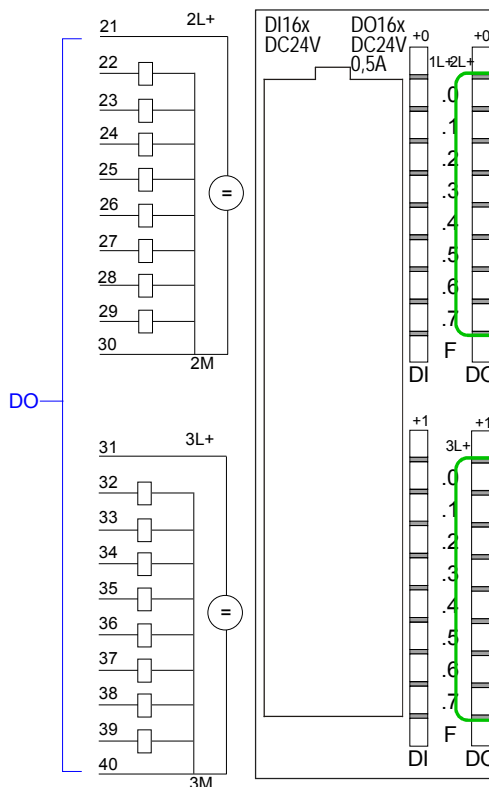 21 2L+
22
23
24
25
=
26
27
28
29
30
2M
DO
31 3L+
32
33
34
35
=
36
37
38
39
40
3M
DI16x DO16x
DC24V DC24V
0,5A
+0 +0
1L+ 2L+
.0
.1
.2
.3
.4
.5
.6
.7
F
DI DO
+1 +1
3L+
.0
.1
.2
.3
.4
.5
.6
.7
F
DI DO